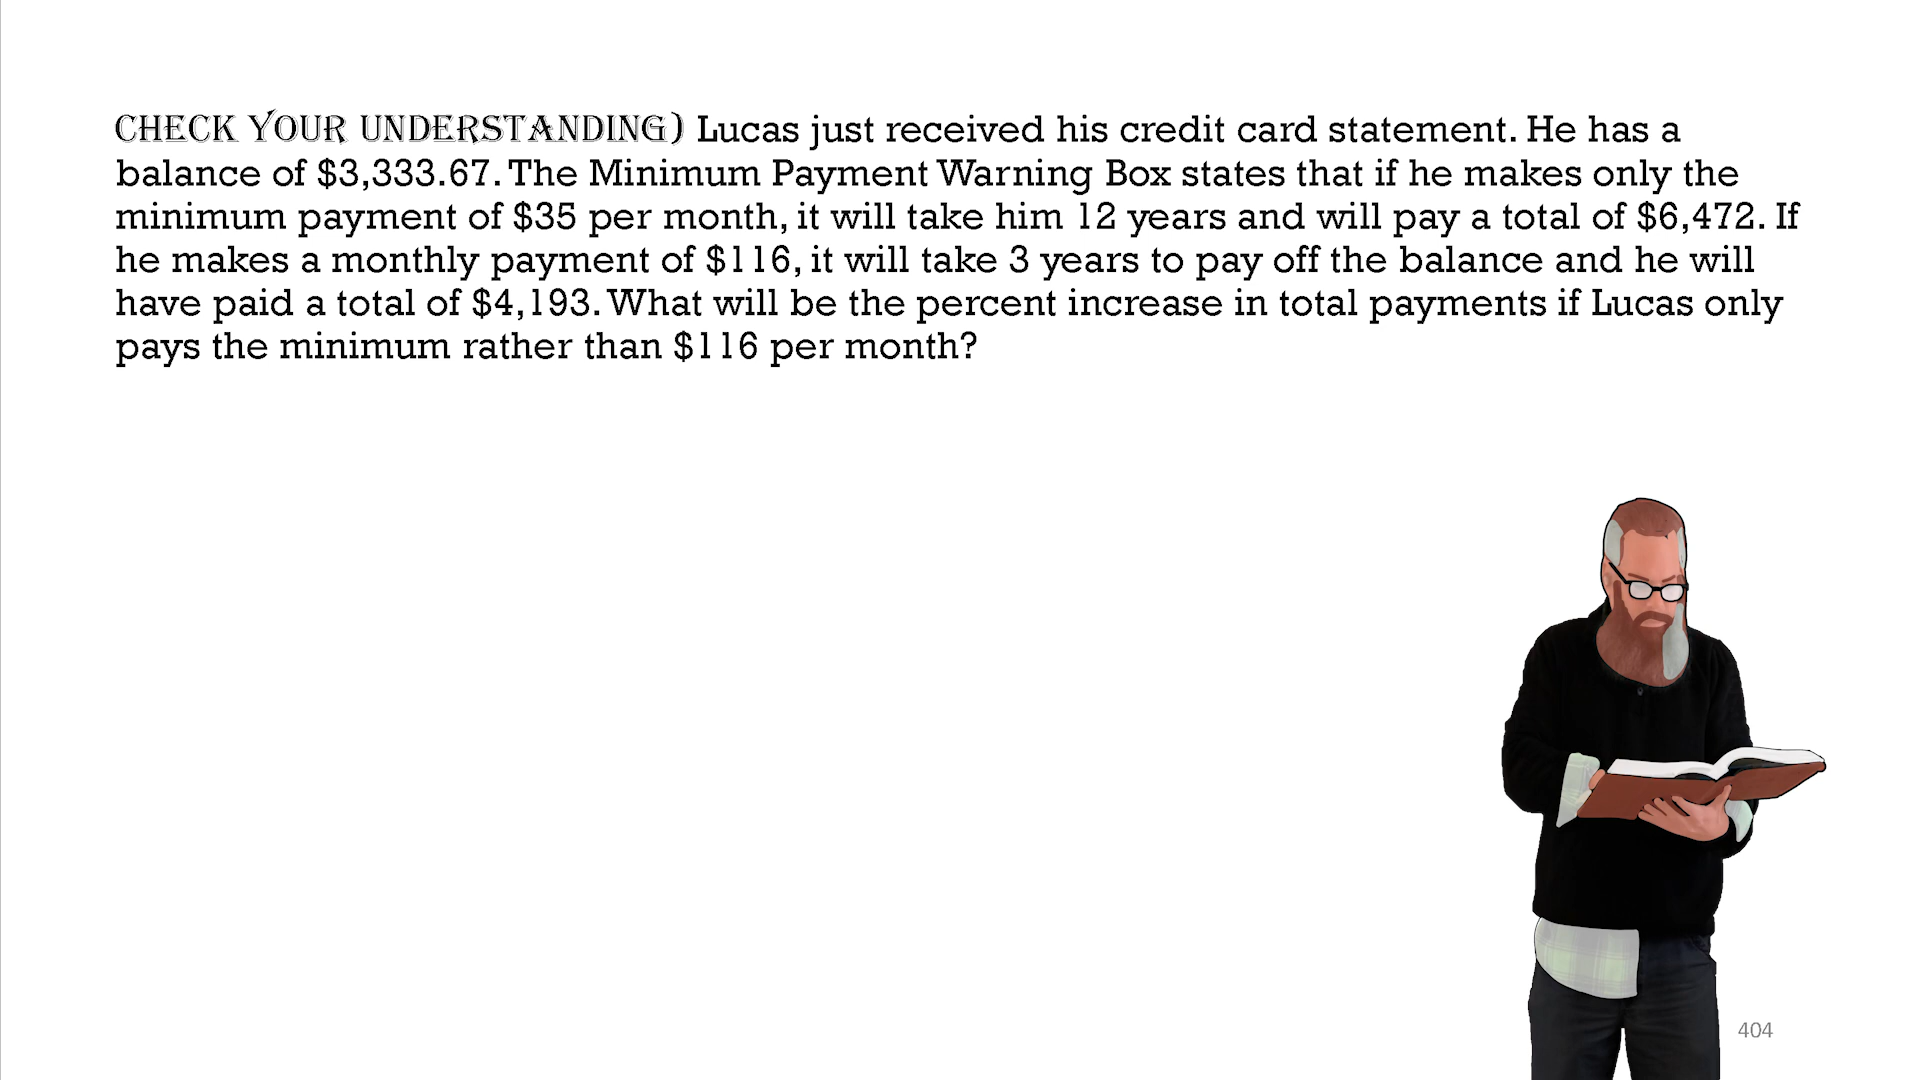 CHECK YOUR UNDERSTANDING) Lucas just received his credit card statement. He has a
balance of $3,333.67. The Minimum Payment Warning Box states that if he makes only the
minimum payment of $35 per month, it will take him 12 years and will pay a total of $6,472. If
he makes a monthly payment of $116, it will take 3 years to pay off the balance and he will
have paid a total of $4,193. What will be the percent increase in total payments if Lucas only
pays the minimum rather than $116 per month?
404